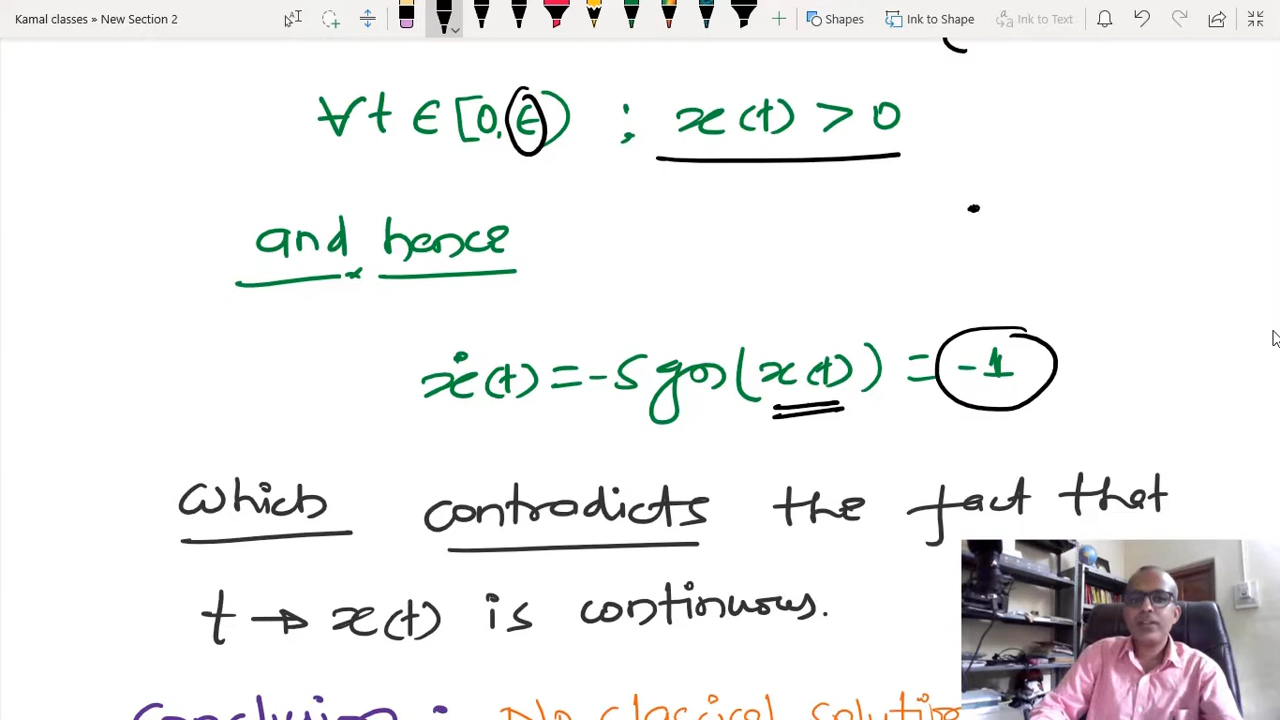 Kamal classes » New Section 2
Shapes
Ink to Shape
Ink to Text
∀t ∈ [0, ϵ) : x(t) > 0
and hence
ẋ(t) = -sgn(x(t)) = -1
which contradicts the fact that
t → x(t) is continuous.
Conclusion : No classical solution